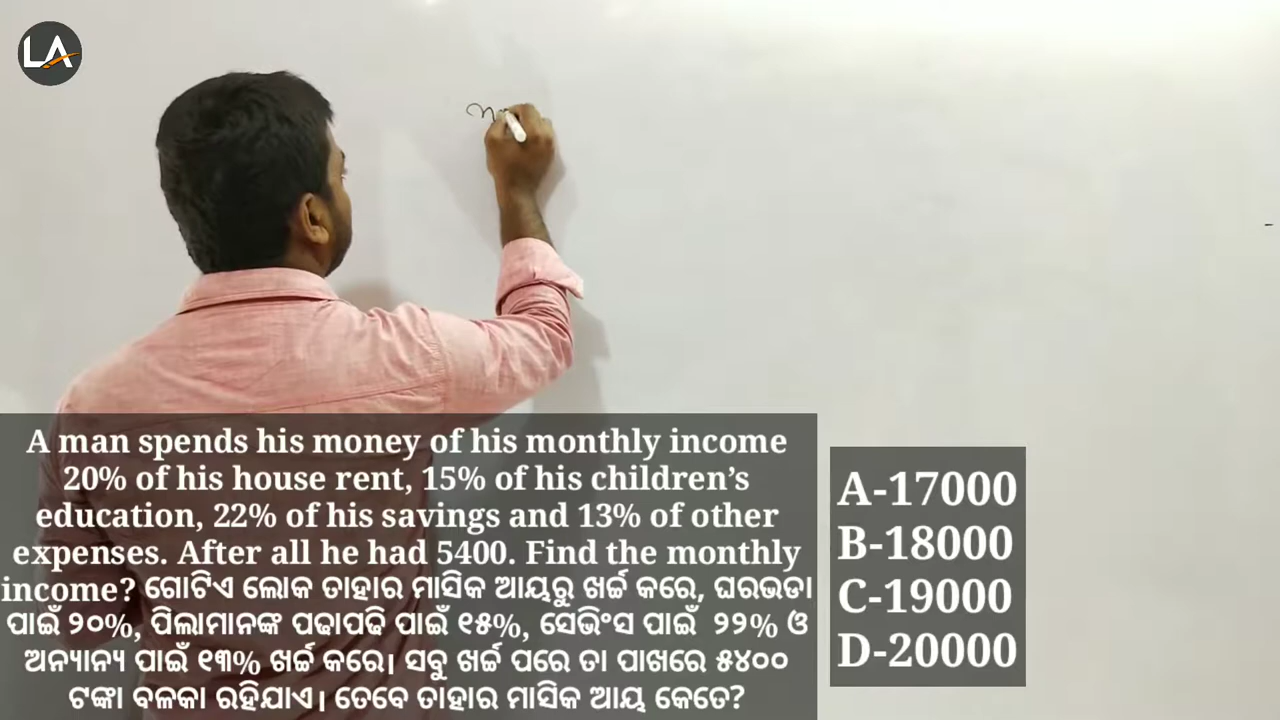 LA
A man spends his money of his monthly income
20% of his house rent, 15% of his children’s
education, 22% of his savings and 13% of other
expenses. After all he had 5400. Find the monthly
income? ଗୋଟିଏ ଲୋକ ତାହାର ମାସିକ ଆୟରୁ ଖର୍ଚ୍ଚ କରେ, ଘରଭଡା
ପାଇଁ ୨୦%, ପିଲାମାନଙ୍କ ପଢାପଢି ପାଇଁ ୧୫%, ସେଭିଂସ ପାଇଁ ୨୨% ଓ
ଅନ୍ୟାନ୍ୟ ପାଇଁ ୧୩% ଖର୍ଚ୍ଚ କରେ। ସବୁ ଖର୍ଚ୍ଚ ପରେ ତା ପାଖରେ ୫୪୦୦
ଟଙ୍କା ବଳକା ରହିଯାଏ। ତେବେ ତାହାର ମାସିକ ଆୟ କେତେ?
A-17000
B-18000
C-19000
D-20000